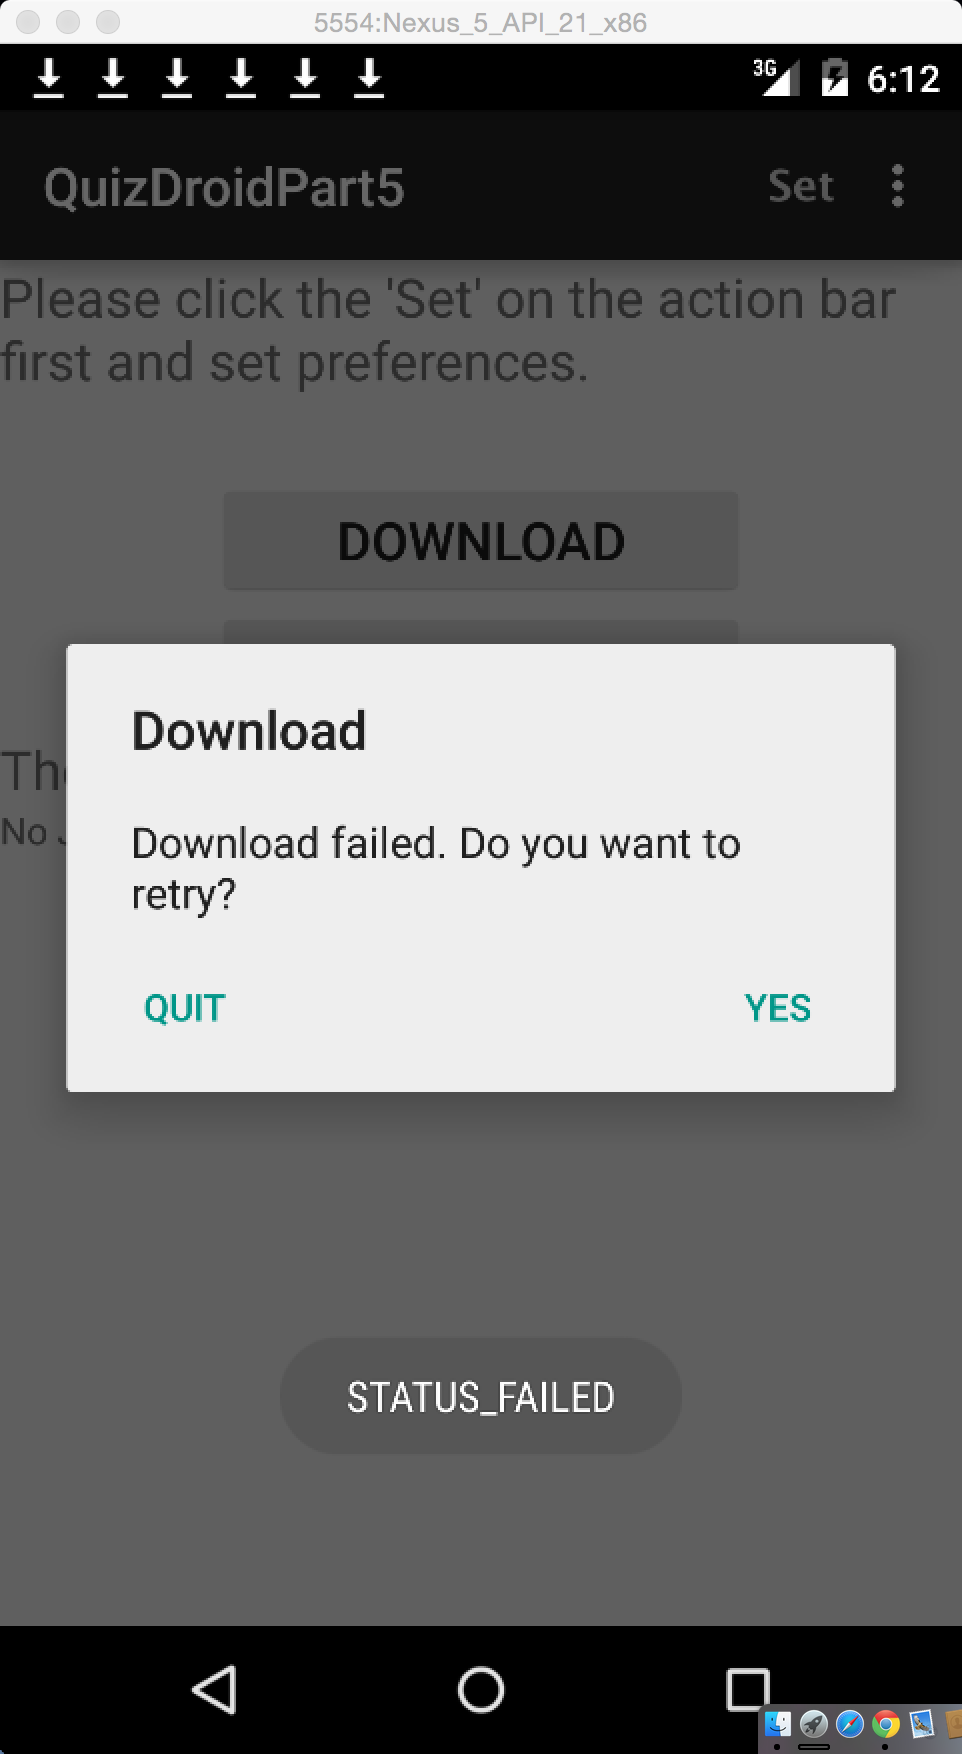 5554:Nexus_5_API_21_x86
3G 6:12
QuizDroidPart5 Set
Please click the 'Set' on the action bar
first and set preferences.
DOWNLOAD
Download
Download failed. Do you want to
retry?
No
QUIT YES
STATUS_FAILED